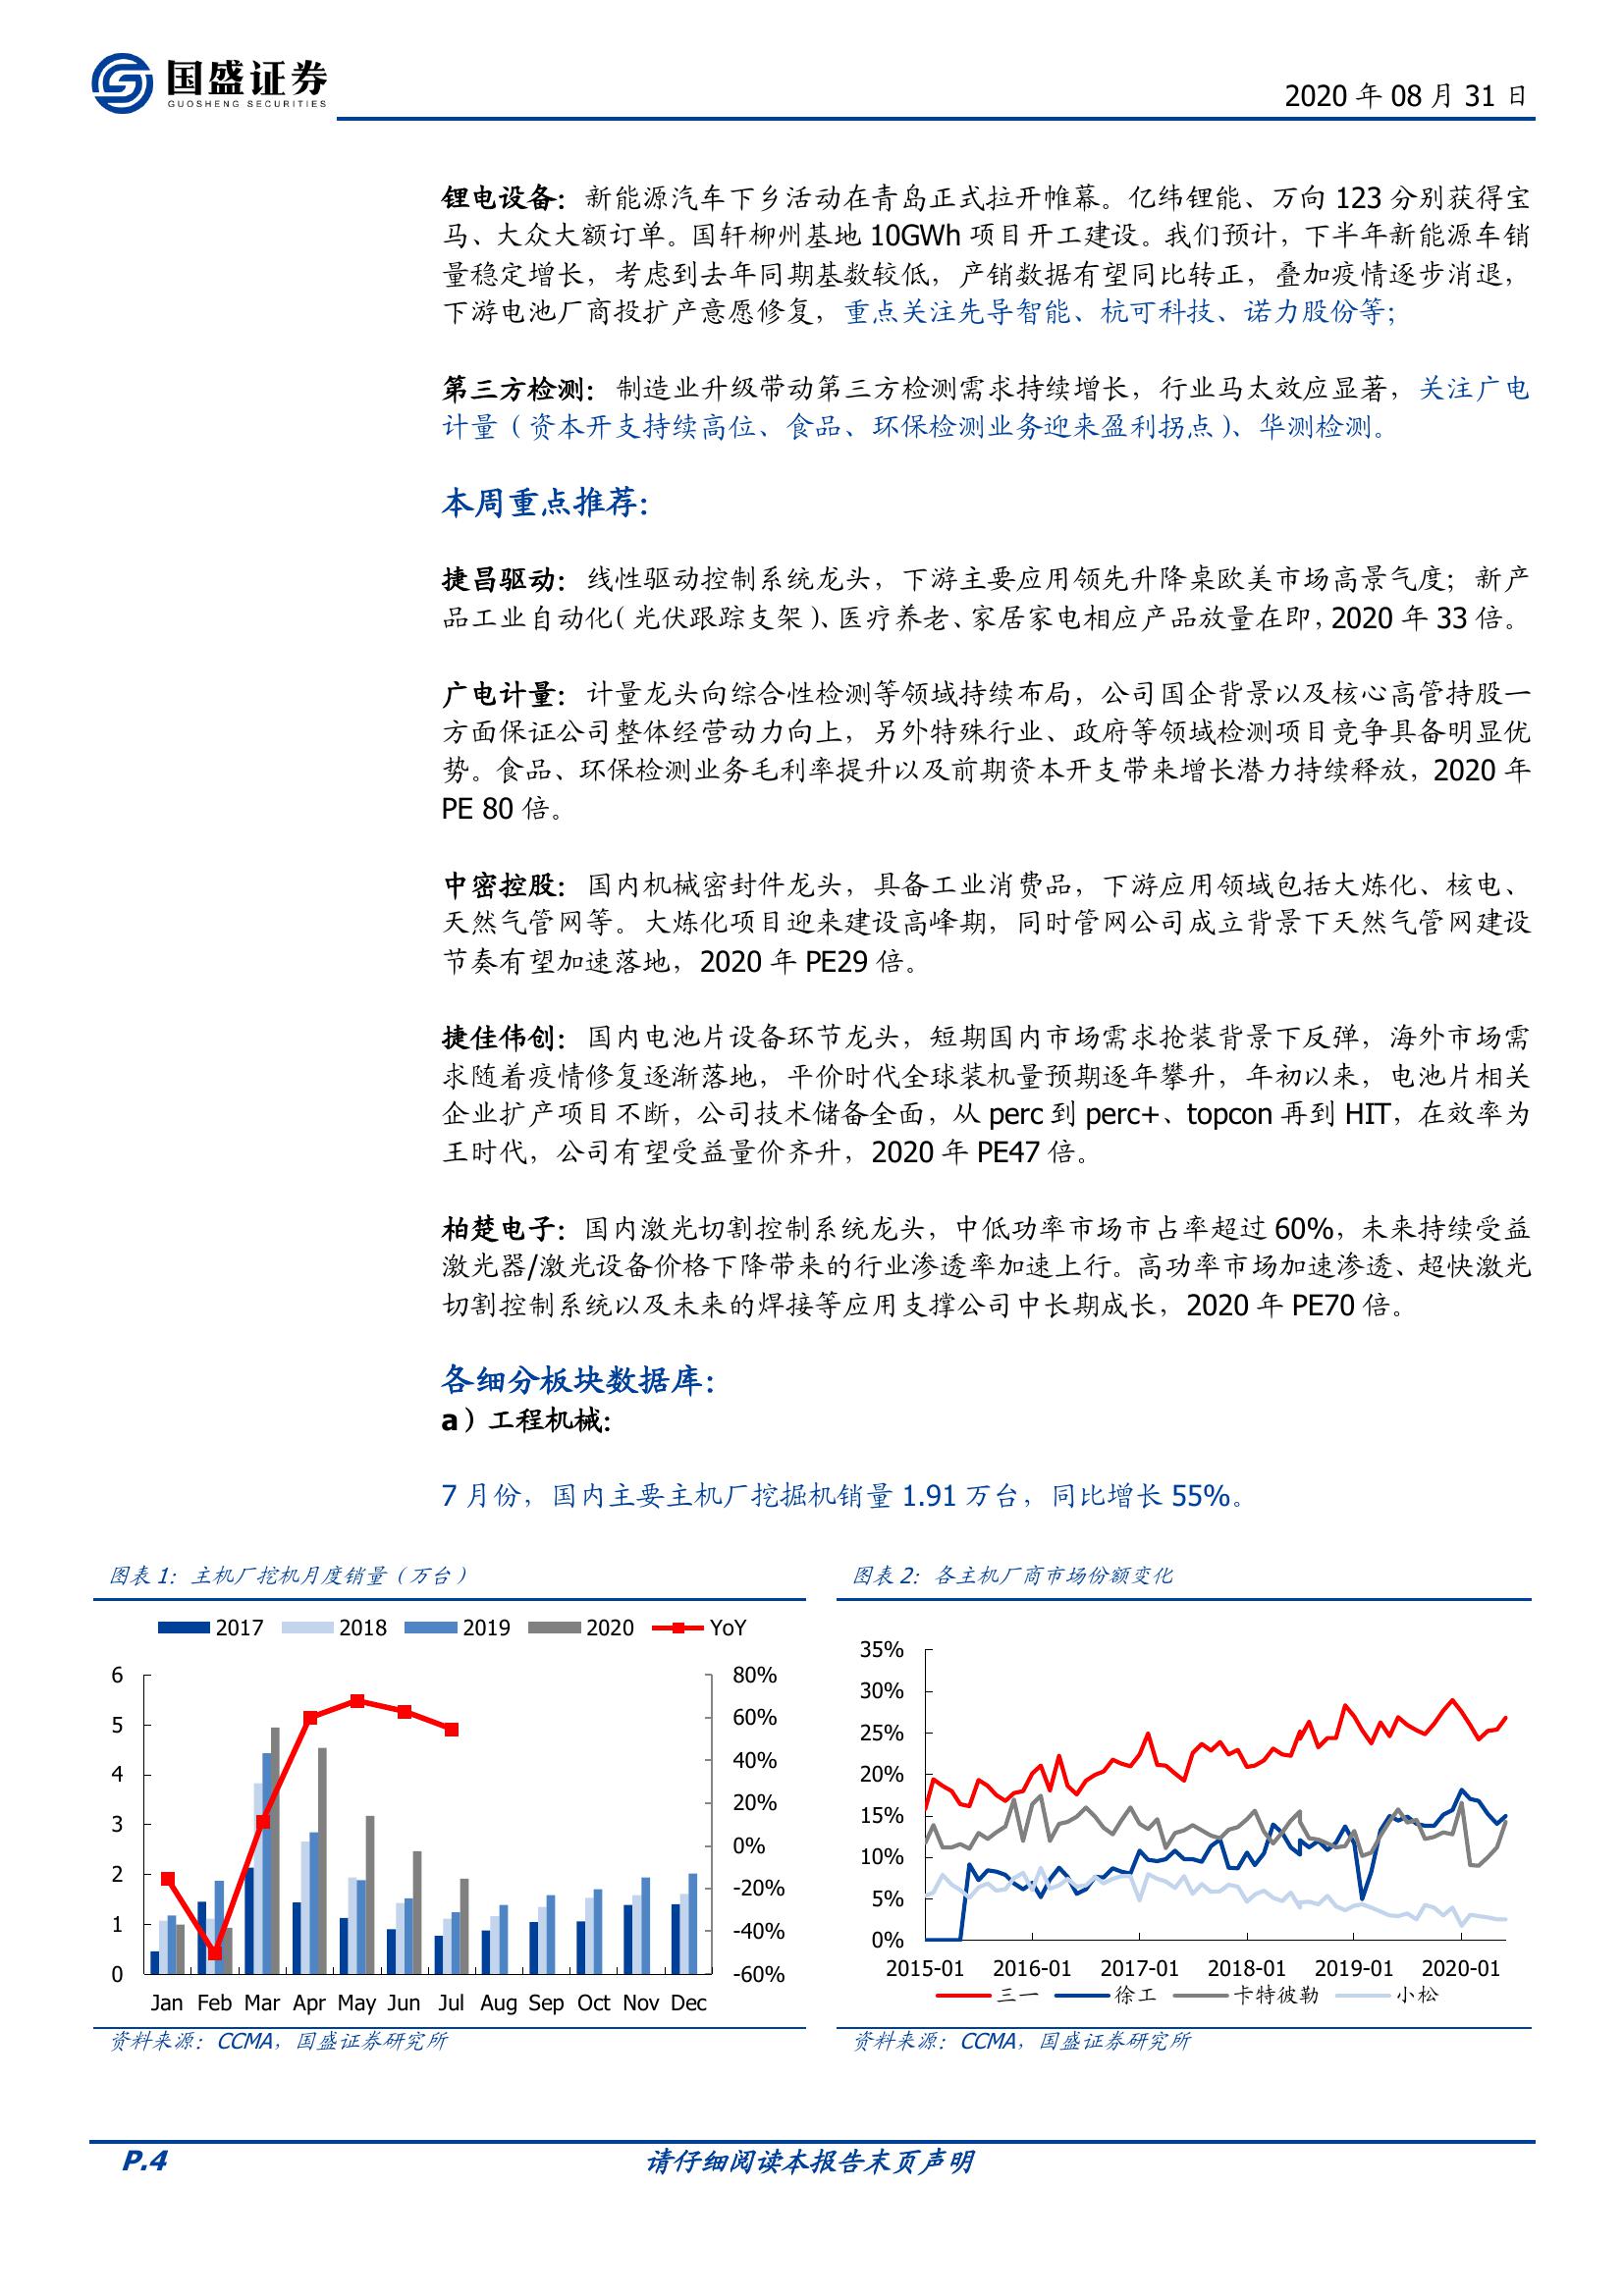 国盛证券
GUOSHENG SECURITIES
2020 年 08 月 31 日
锂电设备：新能源汽车下乡活动在青岛正式拉开帷幕。亿纬锂能、万向 123 分别获得宝
马、大众大额订单。国轩柳州基地 10GWh 项目开工建设。我们预计，下半年新能源车销
量稳定增长，考虑到去年同期基数较低，产销数据有望同比转正，叠加疫情逐步消退，
下游电池厂商投扩产意愿修复，重点关注先导智能、杭可科技、诺力股份等；
第三方检测：制造业升级带动第三方检测需求持续增长，行业马太效应显著，关注广电
计量（资本开支持续高位、食品、环保检测业务迎来盈利拐点）、华测检测。
本周重点推荐：
捷昌驱动：线性驱动控制系统龙头，下游主要应用领先升降桌欧美市场高景气度；新产
品工业自动化（光伏跟踪支架）、医疗养老、家居家电相应产品放量在即，2020 年 33 倍。
广电计量：计量龙头向综合性检测等领域持续布局，公司国企背景以及核心高管持股一
方面保证公司整体经营动力向上，另外特殊行业、政府等领域检测项目竞争具备明显优
势。食品、环保检测业务毛利率提升以及前期资本开支带来增长潜力持续释放，2020 年
PE 80 倍。
中密控股：国内机械密封件龙头，具备工业消费品，下游应用领域包括大炼化、核电、
天然气管网等。大炼化项目迎来建设高峰期，同时管网公司成立背景下天然气管网建设
节奏有望加速落地，2020 年 PE29 倍。
捷佳伟创：国内电池片设备环节龙头，短期国内市场需求抢装背景下反弹，海外市场需
求随着疫情修复逐渐落地，平价时代全球装机量预期逐年攀升，年初以来，电池片相关
企业扩产项目不断，公司技术储备全面，从 perc 到 perc+、topcon 再到 HIT，在效率为
王时代，公司有望受益量价齐升，2020 年 PE47 倍。
柏楚电子：国内激光切割控制系统龙头，中低功率市场市占率超过 60%，未来持续受益
激光器/激光设备价格下降带来的行业渗透率加速上行。高功率市场加速渗透、超快激光
切割控制系统以及未来的焊接等应用支撑公司中长期成长，2020 年 PE70 倍。
各细分板块数据库：
a）工程机械：
7 月份，国内主要主机厂挖掘机销量 1.91 万台，同比增长 55%。
图表 1：主机厂挖机月度销量（万台）
2017 2018 2019 2020 YoY
6
5
4
3
2
1
0
80%
60%
40%
20%
0%
-20%
-40%
-60%
Jan Feb Mar Apr May Jun Jul Aug Sep Oct Nov Dec
资料来源：CCMA，国盛证券研究所
图表 2：各主机厂商市场份额变化
35%
30%
25%
20%
15%
10%
5%
0%
2015-01 2016-01 2017-01 2018-01 2019-01 2020-01
三一 徐工 卡特彼勒 小松
资料来源：CCMA，国盛证券研究所
P.4
请仔细阅读本报告末页声明